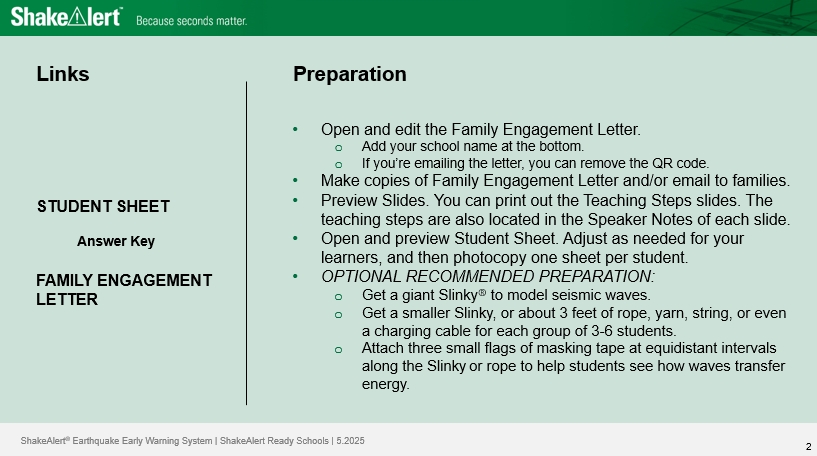 ShakeAlert™ Because seconds matter.
Links
Preparation
• Open and edit the Family Engagement Letter.
o Add your school name at the bottom.
o If you’re emailing the letter, you can remove the QR code.
• Make copies of Family Engagement Letter and/or email to families.
• Preview Slides. You can print out the Teaching Steps slides. The
teaching steps are also located in the Speaker Notes of each slide.
• Open and preview Student Sheet. Adjust as needed for your
learners, and then photocopy one sheet per student.
• OPTIONAL RECOMMENDED PREPARATION:
o Get a giant Slinky® to model seismic waves.
o Get a smaller Slinky, or about 3 feet of rope, yarn, string, or even
a charging cable for each group of 3-6 students.
o Attach three small flags of masking tape at equidistant intervals
along the Slinky or rope to help students see how waves transfer
energy.
STUDENT SHEET
Answer Key
FAMILY ENGAGEMENT
LETTER
ShakeAlert® Earthquake Early Warning System | ShakeAlert Ready Schools | 5.2025
2